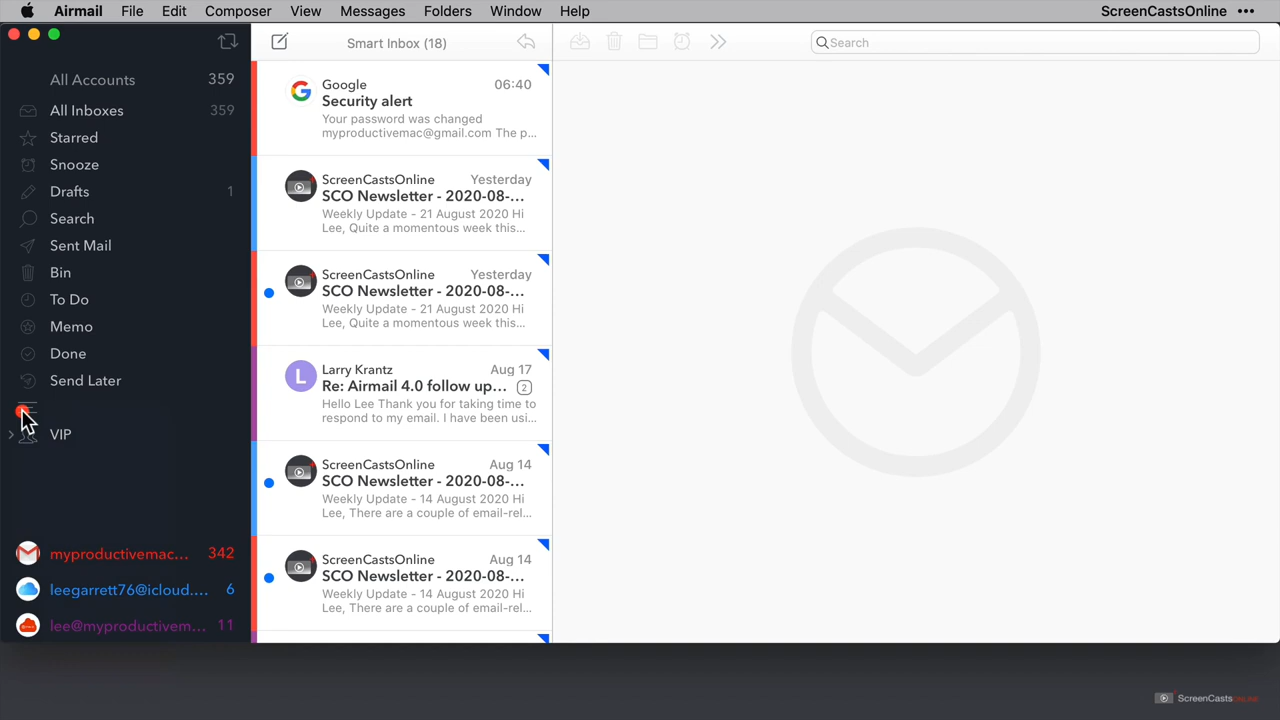 Airmail File Edit Composer View Messages Folders Window Help ScreenCastsOnline •••
Smart Inbox (18)
Search
All Accounts 359
All Inboxes 359
Starred
Snooze
Drafts 1
Search
Sent Mail
Bin
To Do
Memo
Done
Send Later
VIP
myproductivemac... 342
leegarrett76@icloud.... 6
lee@myproductivem... 11
Google 06:40
Security alert
Your password was changed
myproductivemac@gmail.com The p...
ScreenCastsOnline Yesterday
SCO Newsletter - 2020-08-...
Weekly Update - 21 August 2020 Hi
Lee, Quite a momentous week this...
ScreenCastsOnline Yesterday
SCO Newsletter - 2020-08-...
Weekly Update - 21 August 2020 Hi
Lee, Quite a momentous week this...
L
Larry Krantz Aug 17
Re: Airmail 4.0 follow up... 2
Hello Lee Thank you for taking time to
respond to my email. I have been usi...
ScreenCastsOnline Aug 14
SCO Newsletter - 2020-08-...
Weekly Update - 14 August 2020 Hi
Lee, There are a couple of email-rel...
ScreenCastsOnline Aug 14
SCO Newsletter - 2020-08-...
Weekly Update - 14 August 2020 Hi
Lee, There are a couple of email-rel...
ScreenCastsONLINE